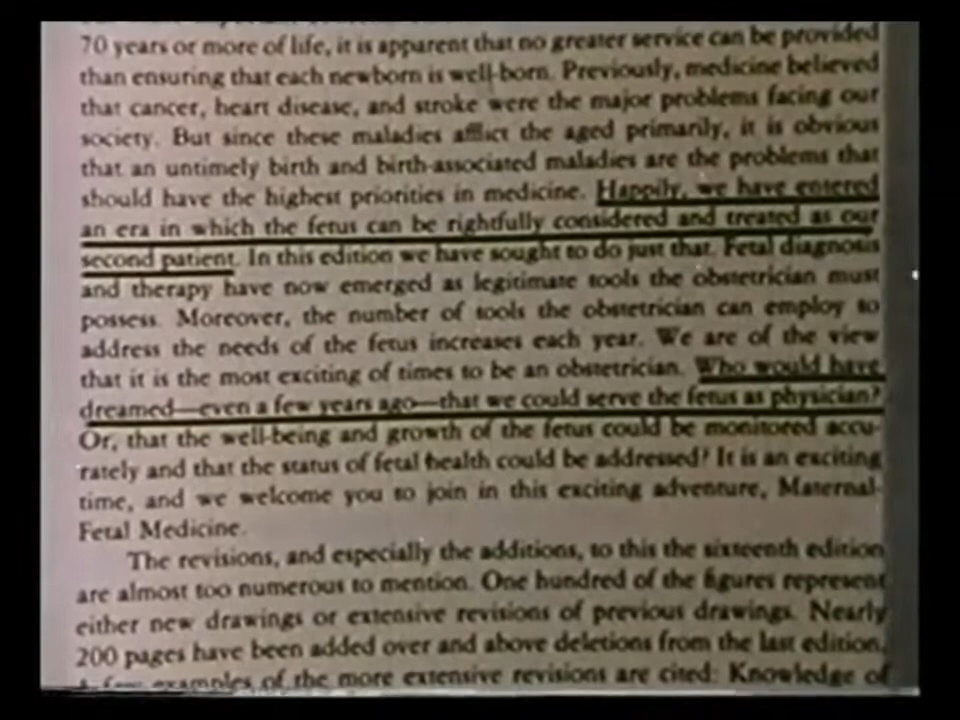 70 years or more of life, it is apparent that no greater service can be provided
than ensuring that each newborn is well-born. Previously, medicine believed
that cancer, heart disease, and stroke were the major problems facing our
society. But since these maladies afflict the aged primarily, it is obvious
that an untimely birth and birth-associated maladies are the problems that
should have the highest priorities in medicine. Happily, we have entered
an era in which the fetus can be rightfully considered and treated as our
second patient. In this edition we have sought to do just that. Fetal diagnosis
and therapy have now emerged as legitimate tools the obstetrician must
possess. Moreover, the number of tools the obstetrician can employ to
address the needs of the fetus increases each year. We are of the view
that it is the most exciting of times to be an obstetrician. Who would have
dreamed—even a few years ago—that we could serve the fetus as physician?
Or, that the well-being and growth of the fetus could be monitored accu-
rately and that the status of fetal health could be addressed? It is an exciting
time, and we welcome you to join in this exciting adventure, Maternal-
Fetal Medicine.
The revisions, and especially the additions, to this the sixteenth edition
are almost too numerous to mention. One hundred of the figures represent
either new drawings or extensive revisions of previous drawings. Nearly
200 pages have been added over and above deletions from the last edition.
A few examples of the more extensive revisions are cited: Knowledge of